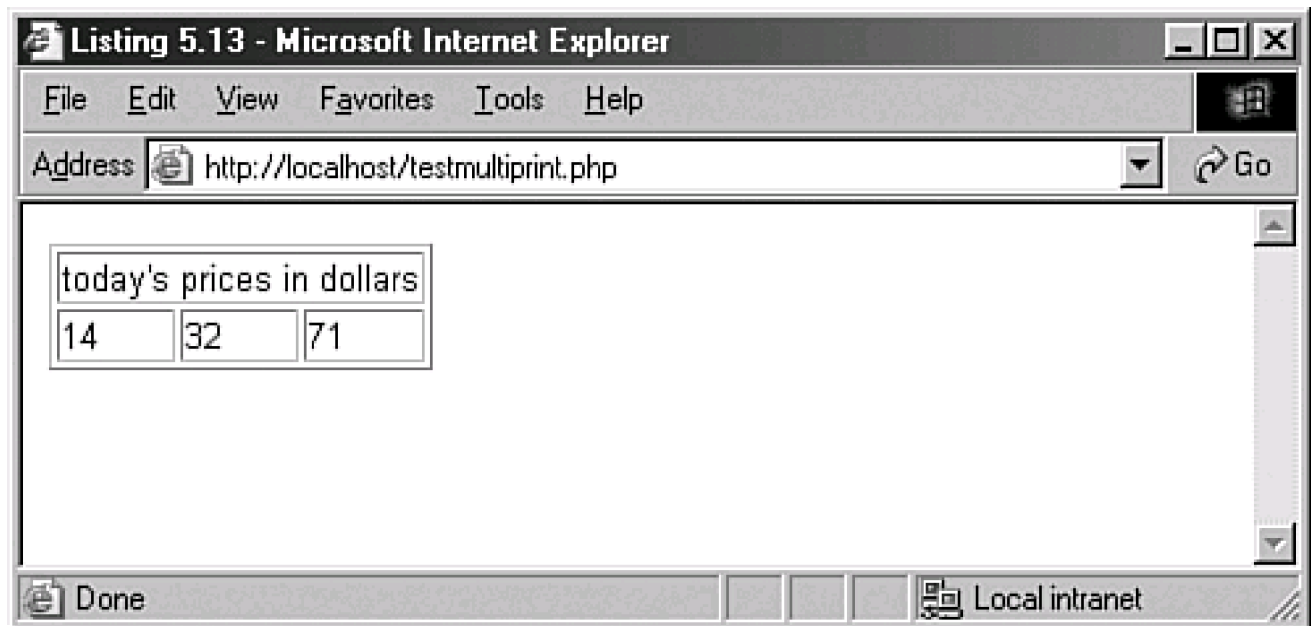 Listing 5.13 - Microsoft Internet Explorer
File Edit View Favorites Tools Help
Address http://localhost/testmultiprint.php Go
today's prices in dollars
14 32 71
Done Local intranet